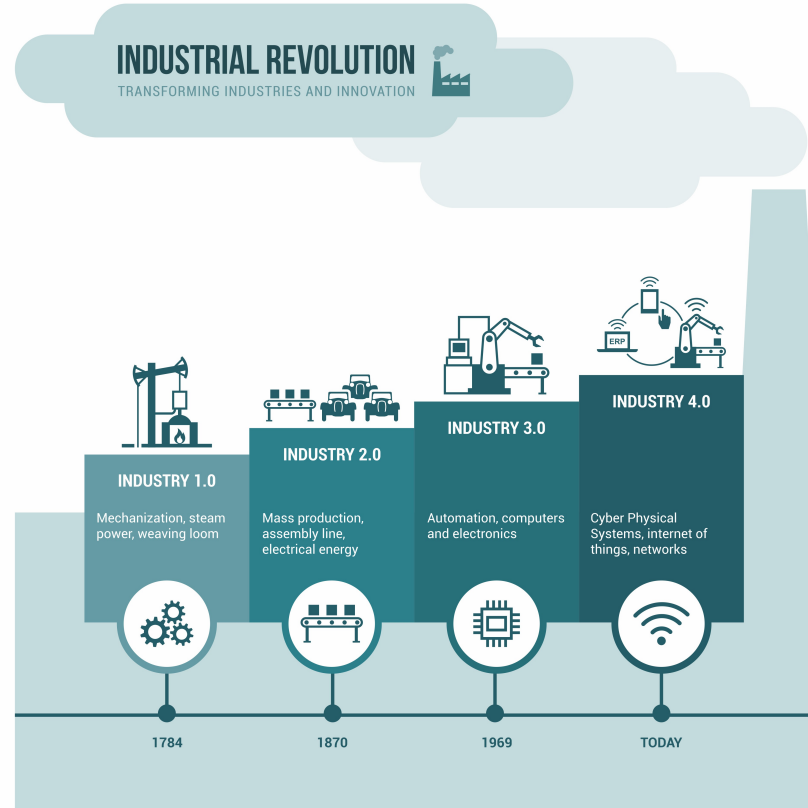 INDUSTRIAL REVOLUTION
TRANSFORMING INDUSTRIES AND INNOVATION
ERP
INDUSTRY 1.0
Mechanization, steam
power, weaving loom
INDUSTRY 2.0
Mass production,
assembly line,
electrical energy
INDUSTRY 3.0
Automation, computers
and electronics
INDUSTRY 4.0
Cyber Physical
Systems, internet of
things, networks
1784
1870
1969
TODAY